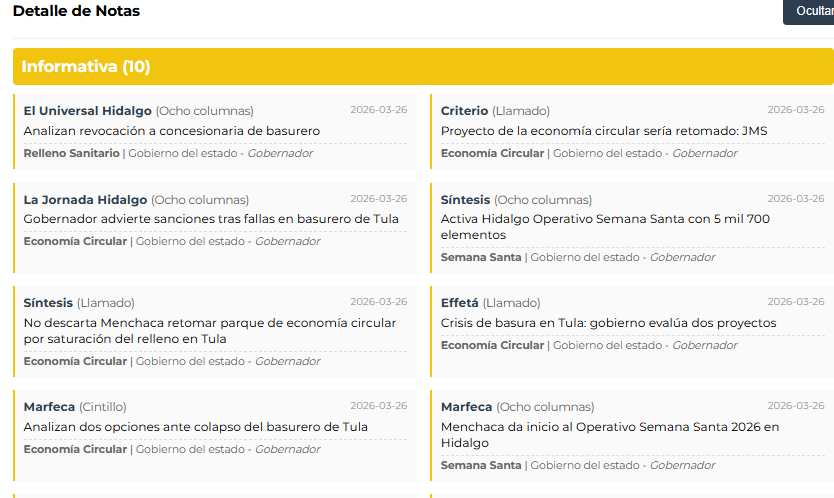 Detalle de Notas
Ocultar
Informativa (10)
El Universal Hidalgo (Ocho columnas) 2026-03-26
Analizan revocación a concesionaria de basurero
Relleno Sanitario | Gobierno del estado - Gobernador
Criterio (Llamado) 2026-03-26
Proyecto de la economía circular sería retomado: JMS
Economía Circular | Gobierno del estado - Gobernador
La Jornada Hidalgo (Ocho columnas) 2026-03-26
Gobernador advierte sanciones tras fallas en basurero de Tula
Economía Circular | Gobierno del estado - Gobernador
Síntesis (Ocho columnas) 2026-03-26
Activa Hidalgo Operativo Semana Santa con 5 mil 700
elementos
Semana Santa | Gobierno del estado - Gobernador
Síntesis (Llamado) 2026-03-26
No descarta Menchaca retomar parque de economía circular
por saturación del relleno en Tula
Economía Circular | Gobierno del estado - Gobernador
Effetá (Llamado) 2026-03-26
Crisis de basura en Tula: gobierno evalúa dos proyectos
Economía Circular | Gobierno del estado - Gobernador
Marfeca (Cintillo) 2026-03-26
Analizan dos opciones ante colapso del basurero de Tula
Economía Circular | Gobierno del estado - Gobernador
Marfeca (Ocho columnas) 2026-03-26
Menchaca da inicio al Operativo Semana Santa 2026 en
Hidalgo
Semana Santa | Gobierno del estado - Gobernador